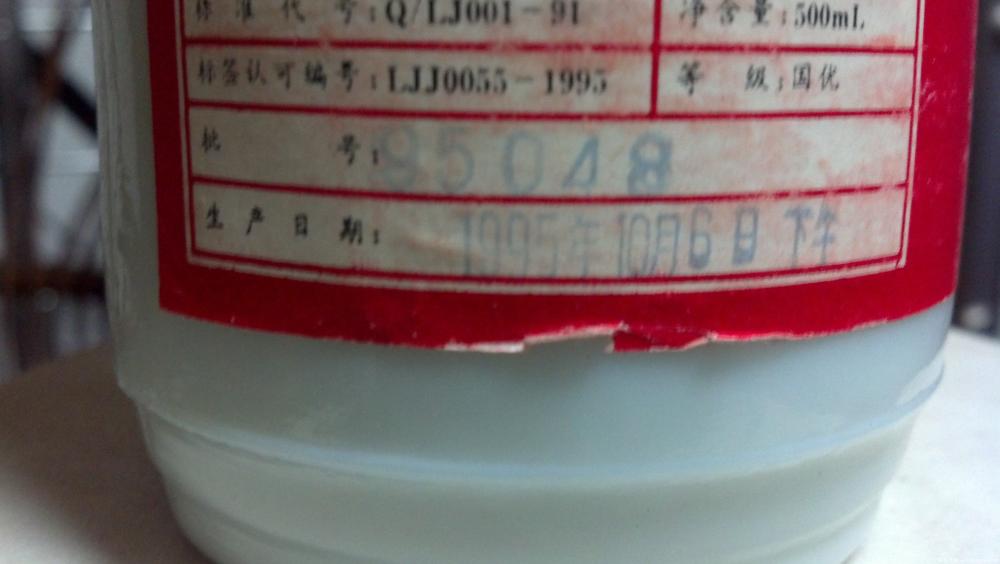 标准代号：Q/LJ001-91 净含量：500mL
标签认可编号：LJJ0055-1995 等级：国优
批号：95048
生产日期：1995年10月6日 下午